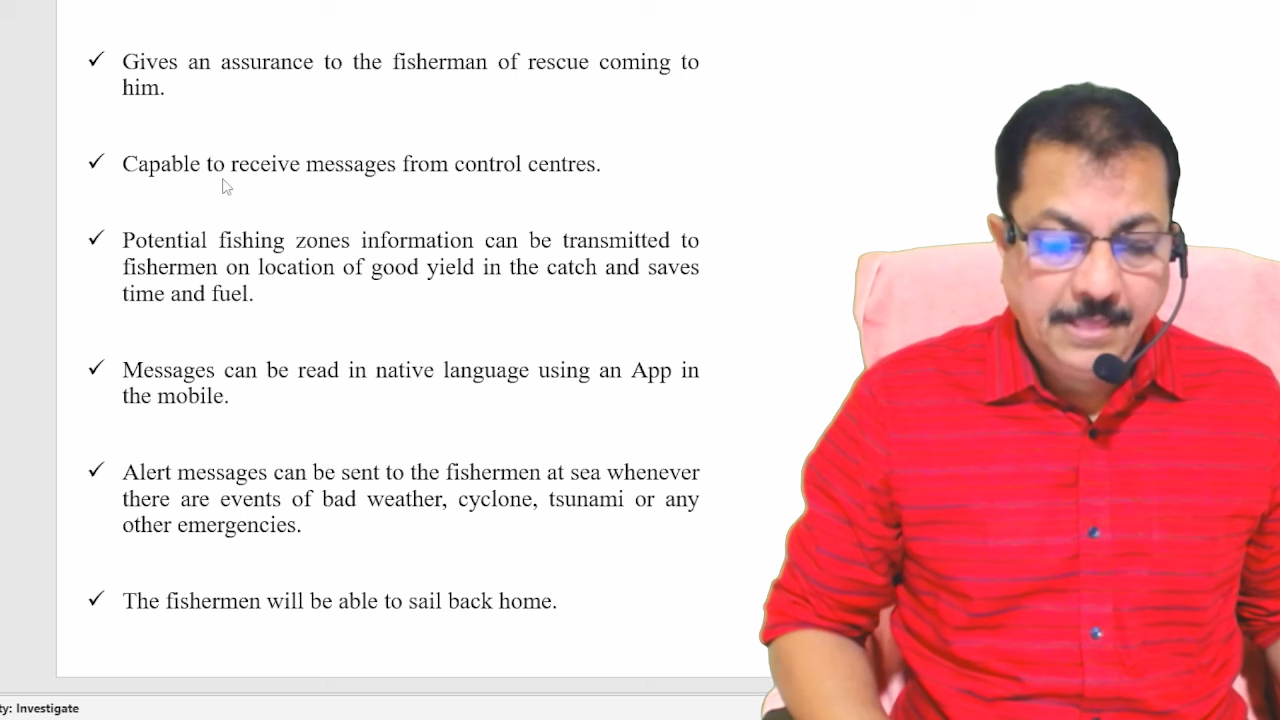 ✓ Gives an assurance to the fisherman of rescue coming to
him.
✓ Capable to receive messages from control centres.
✓ Potential fishing zones information can be transmitted to
fishermen on location of good yield in the catch and saves
time and fuel.
✓ Messages can be read in native language using an App in
the mobile.
✓ Alert messages can be sent to the fishermen at sea whenever
there are events of bad weather, cyclone, tsunami or any
other emergencies.
✓ The fishermen will be able to sail back home.
ty: Investigate